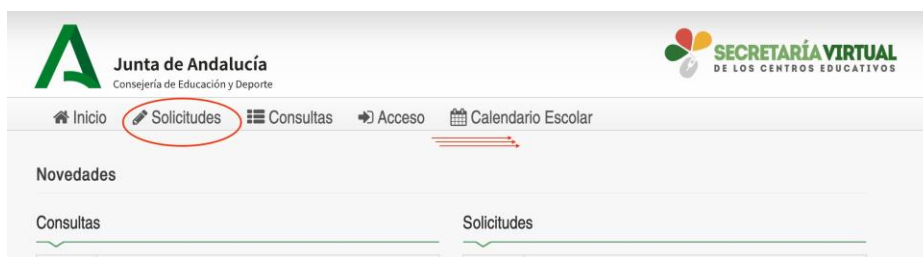 Junta de Andalucía
Consejería de Educación y Deporte
SECRETARÍA VIRTUAL
DE LOS CENTROS EDUCATIVOS
Inicio Solicitudes Consultas Acceso Calendario Escolar
Novedades
Consultas Solicitudes